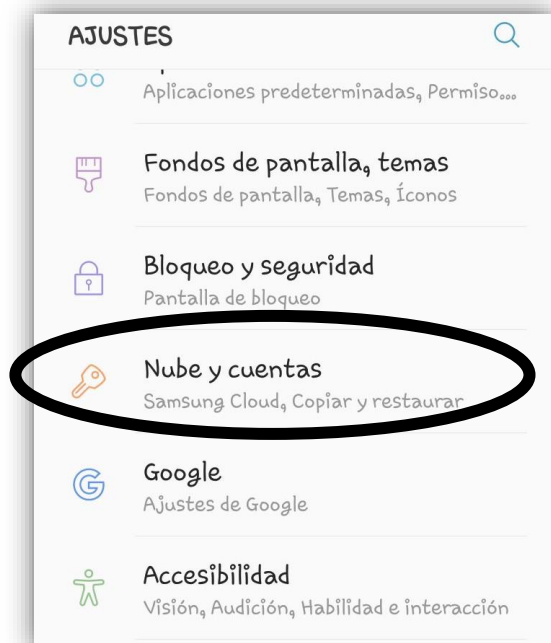 AJUSTES
Aplicaciones predeterminadas, Permiso...
Fondos de pantalla, temas
Fondos de pantalla, Temas, Íconos
Bloqueo y seguridad
Pantalla de bloqueo
Nube y cuentas
Samsung Cloud, Copiar y restaurar
Google
Ajustes de Google
Accesibilidad
Visión, Audición, Habilidad e interacción